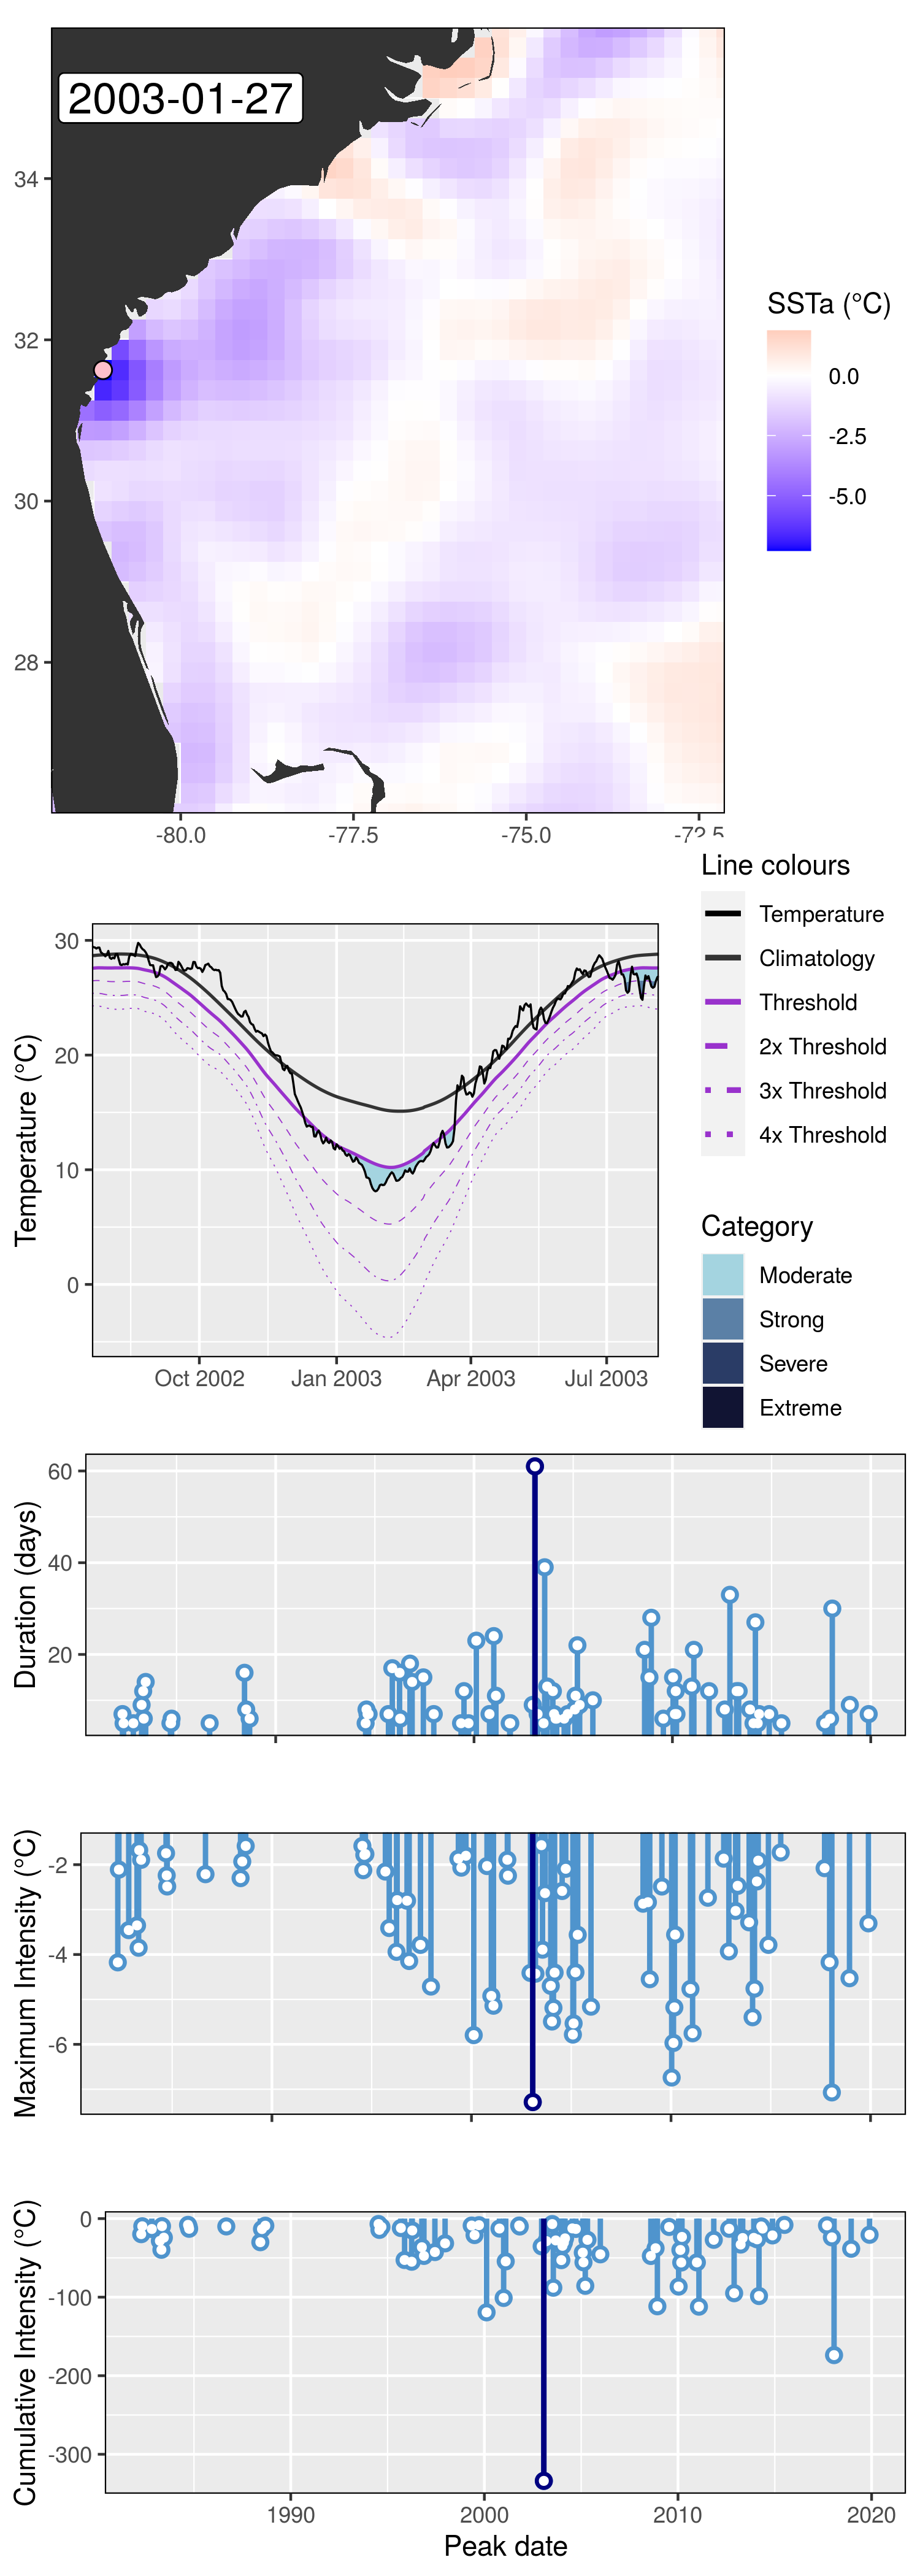 2003-01-27
34
32
30
28
-80.0
-77.5
-75.0
-72.5
SSTa (°C)
0.0
-2.5
-5.0
Line colours
Temperature
Climatology
Threshold
2x Threshold
3x Threshold
4x Threshold
Category
Moderate
Strong
Severe
Extreme
Temperature (°C)
30
20
10
0
Oct 2002
Jan 2003
Apr 2003
Jul 2003
Duration (days)
60
40
20
Maximum Intensity (°C)
-2
-4
-6
Cumulative Intensity (°C)
0
-100
-200
-300
1990
2000
2010
2020
Peak date